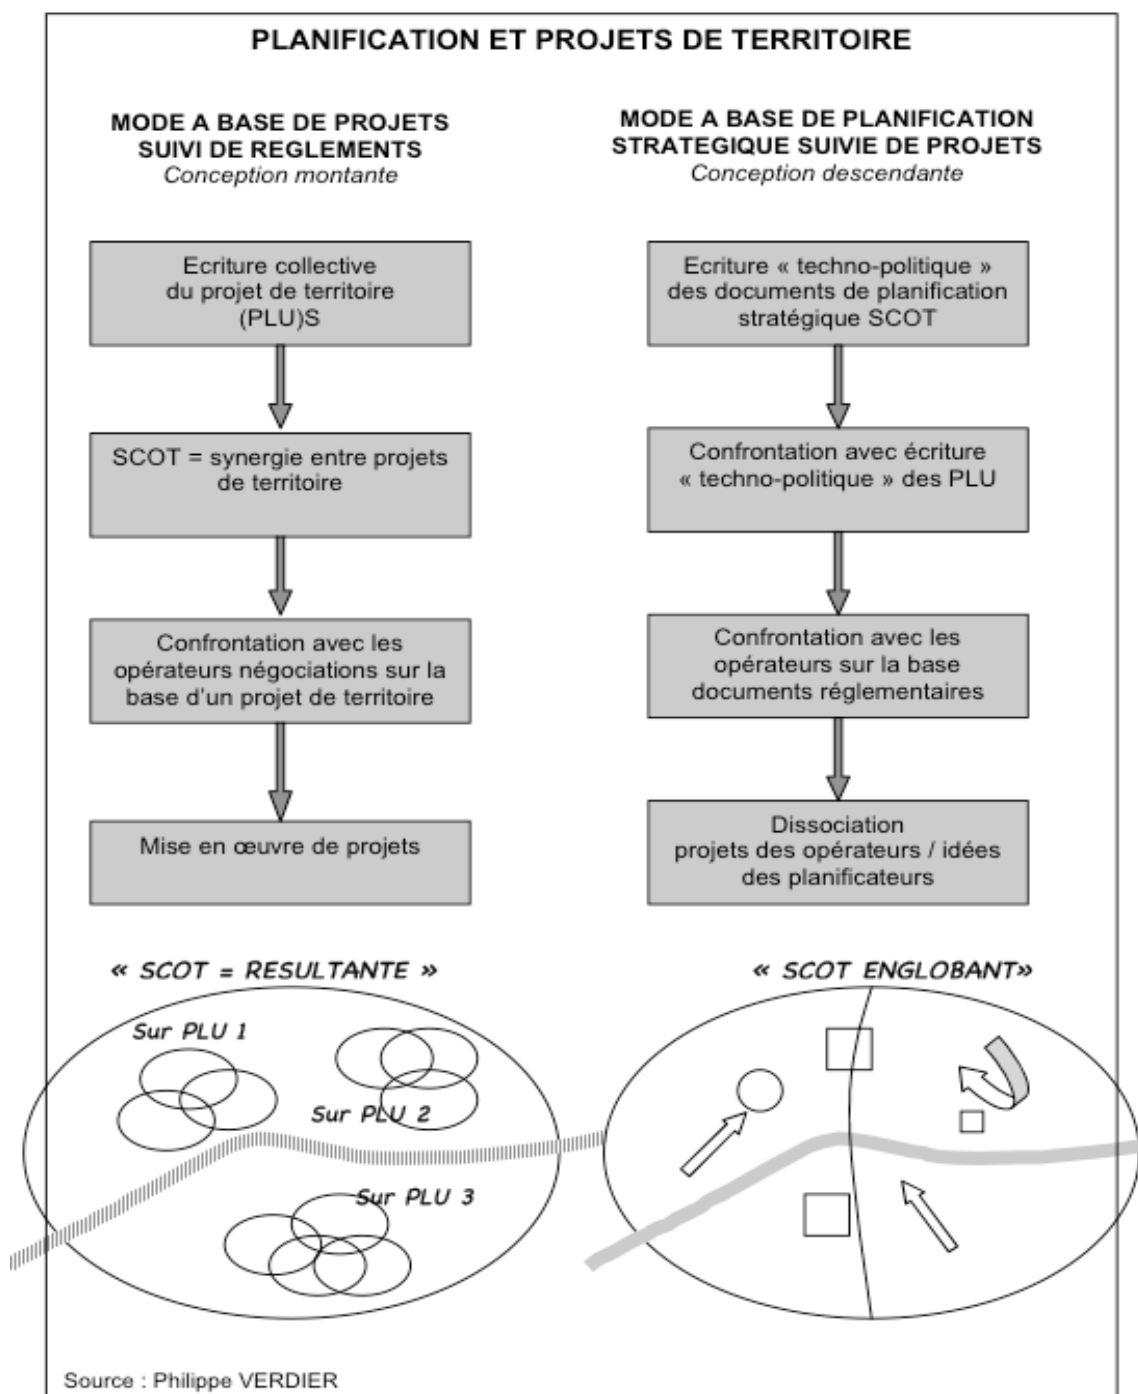 PLANIFICATION ET PROJETS DE TERRITOIRE
MODE A BASE DE PROJETS
SUIVI DE REGLEMENTS
Conception montante
Ecriture collective
du projet de territoire
(PLU)S
SCOT = synergie entre projets
de territoire
Confrontation avec les
opérateurs négociations sur la
base d'un projet de territoire
Mise en œuvre de projets
« SCOT = RESULTANTE »
Sur PLU 1
Sur PLU 2
Sur PLU 3
MODE A BASE DE PLANIFICATION
STRATEGIQUE SUIVIE DE PROJETS
Conception descendante
Ecriture « techno-politique »
des documents de planification
stratégique SCOT
Confrontation avec écriture
« techno-politique » des PLU
Confrontation avec les
opérateurs sur la base
documents réglementaires
Dissociation
projets des opérateurs / idées
des planificateurs
« SCOT ENGLOBANT»
Source : Philippe VERDIER